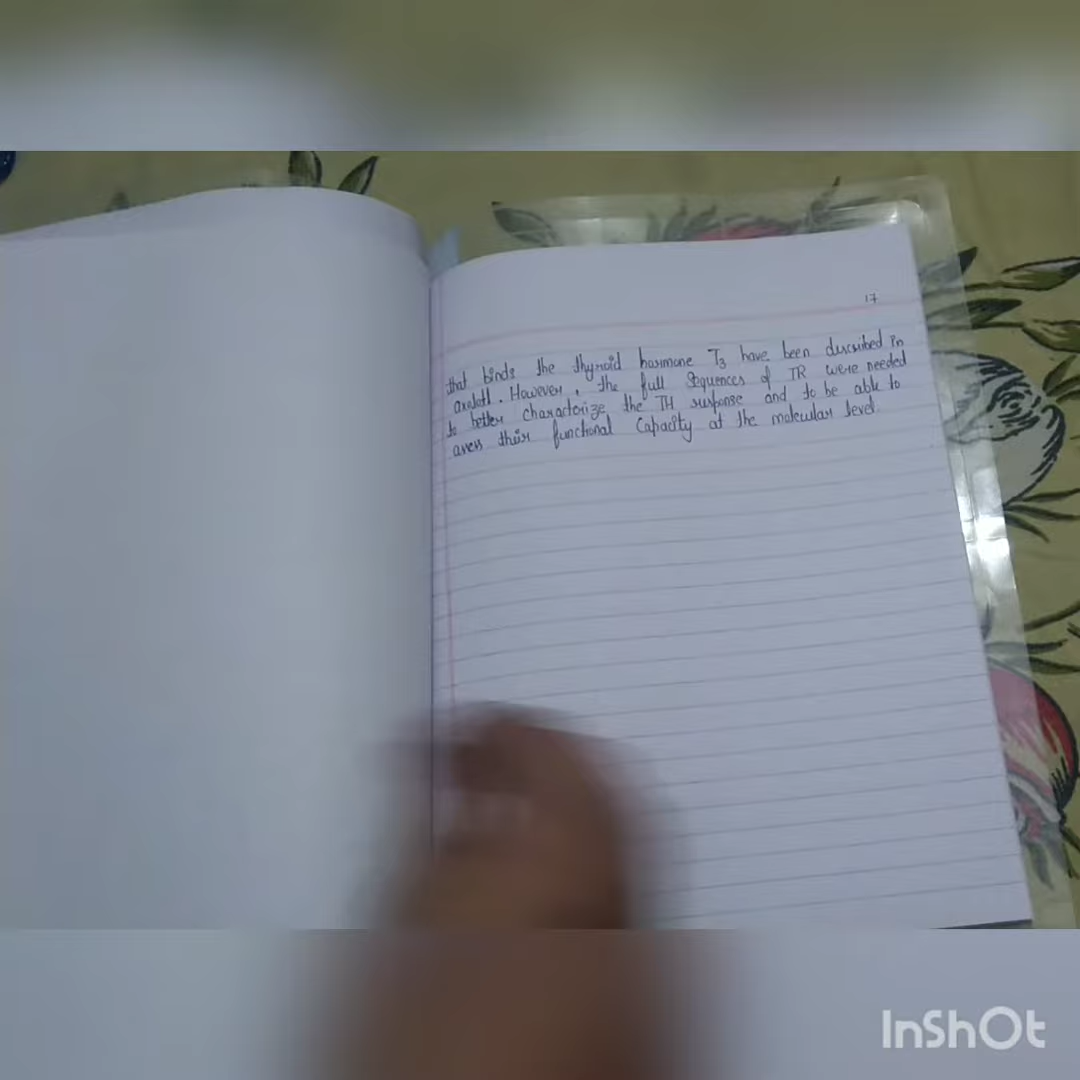 17
that binds the thyroid hormone T3 have been described in
axolotl. However, the full sequences of TR were needed
to better characterize the TH response and to be able to
assess their functional capacity at the molecular level.
InShOt